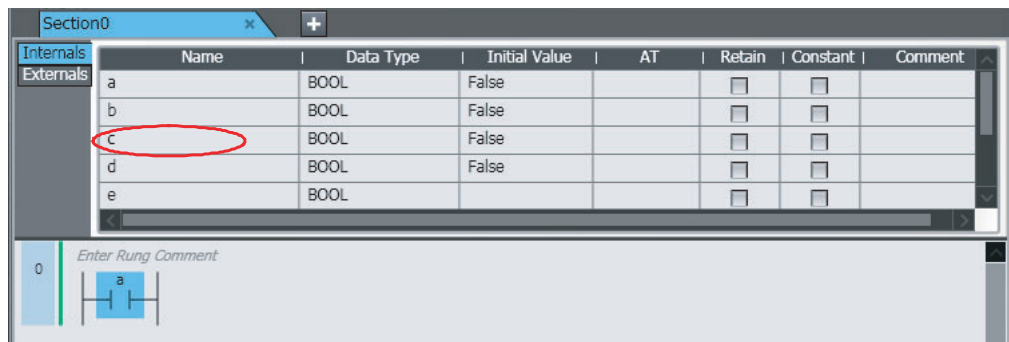 Section0 × +
Internals
Externals
Name Data Type Initial Value AT Retain Constant Comment
a BOOL False
b BOOL False
c BOOL False
d BOOL False
e BOOL
0 Enter Rung Comment
a